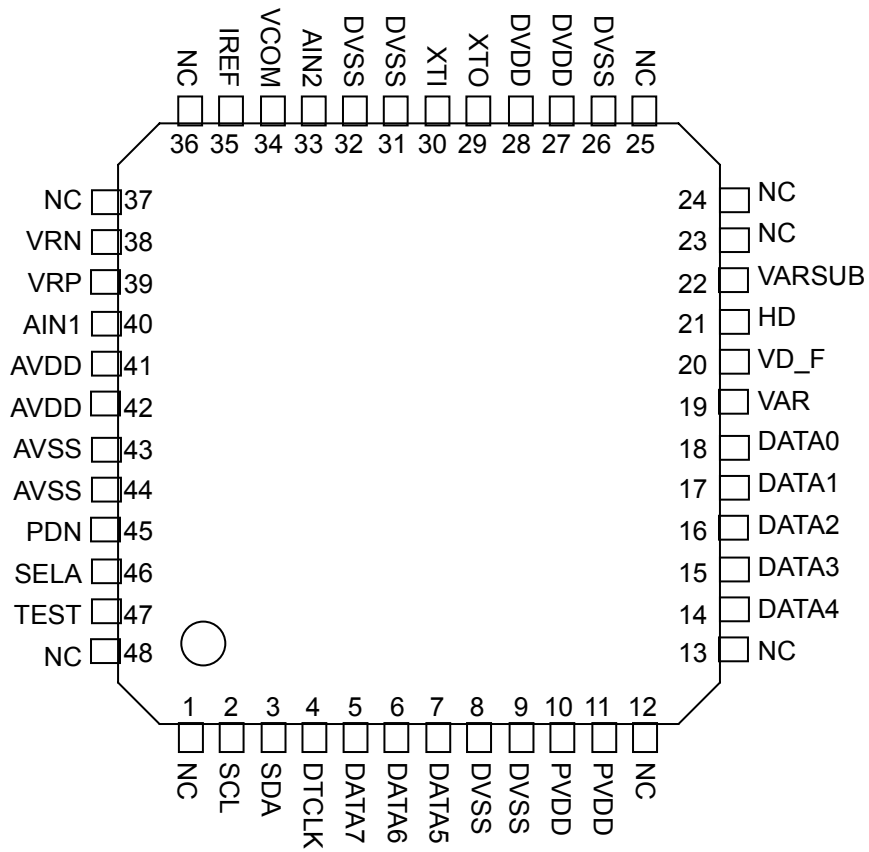 NC IREF VCOM AIN2 DVSS DVSS XTI XTO DVDD DVDD DVSS NC
36 35 34 33 32 31 30 29 28 27 26 25
NC 37 24 NC
VRN 38 23 NC
VRP 39 22 VARSUB
AIN1 40 21 HD
AVDD 41 20 VD_F
AVDD 42 19 VAR
AVSS 43 18 DATA0
AVSS 44 17 DATA1
PDN 45 16 DATA2
SELA 46 15 DATA3
TEST 47 14 DATA4
NC 48 13 NC
1 2 3 4 5 6 7 8 9 10 11 12
NC SCL SDA DTCLK DATA7 DATA6 DATA5 DVSS DVSS PVDD PVDD NC